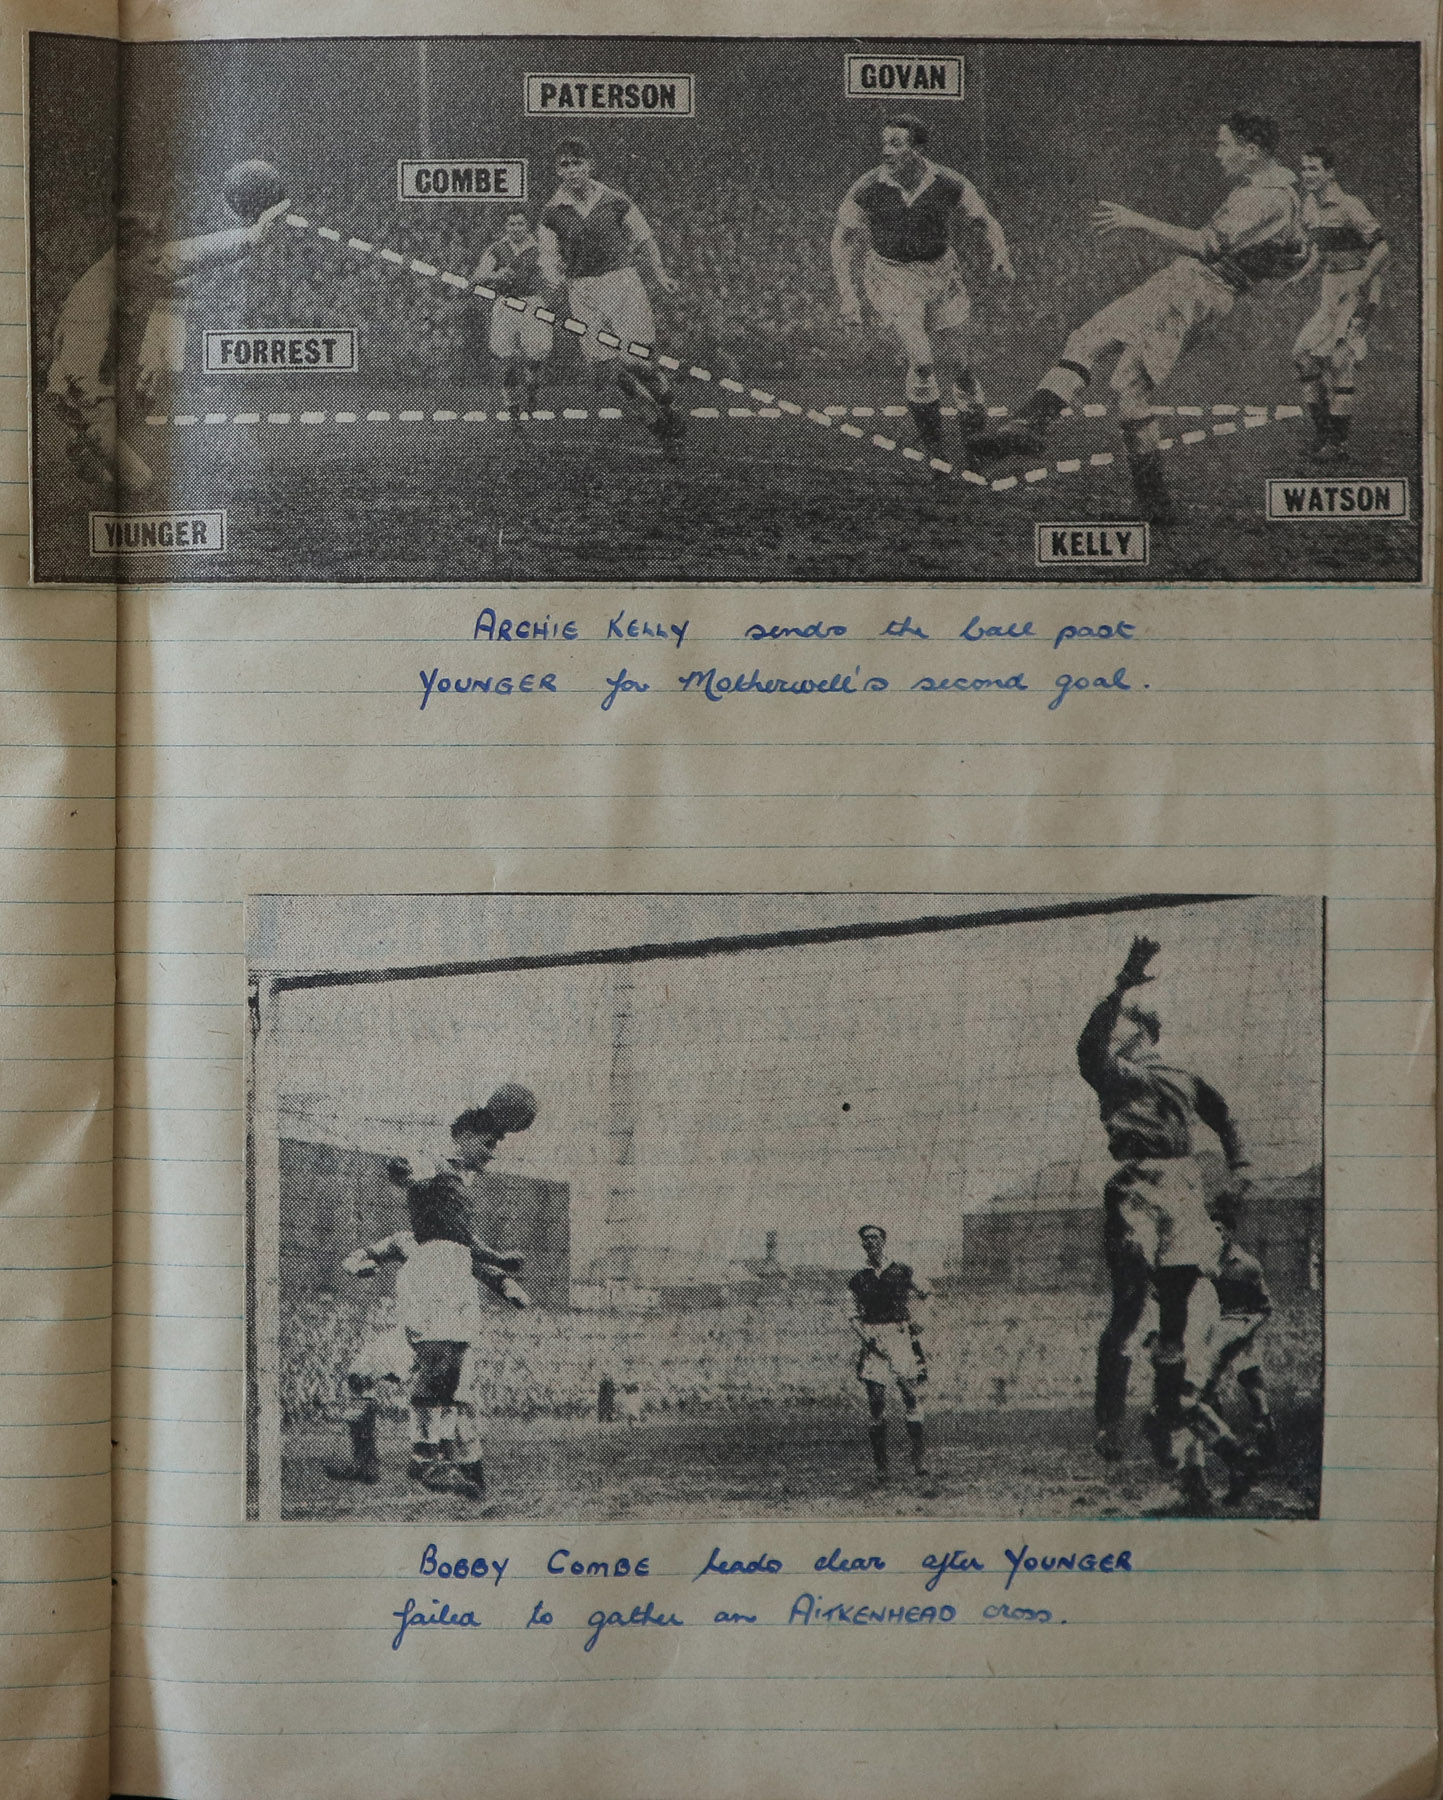 PATERSON
GOVAN
COMBE
FORREST
YOUNGER
KELLY
WATSON
ARCHIE KELLY sends the ball past
YOUNGER for Motherwell's second goal.
BOBBY COMBE heads clear after YOUNGER
failed to gather an AITKENHEAD cross.